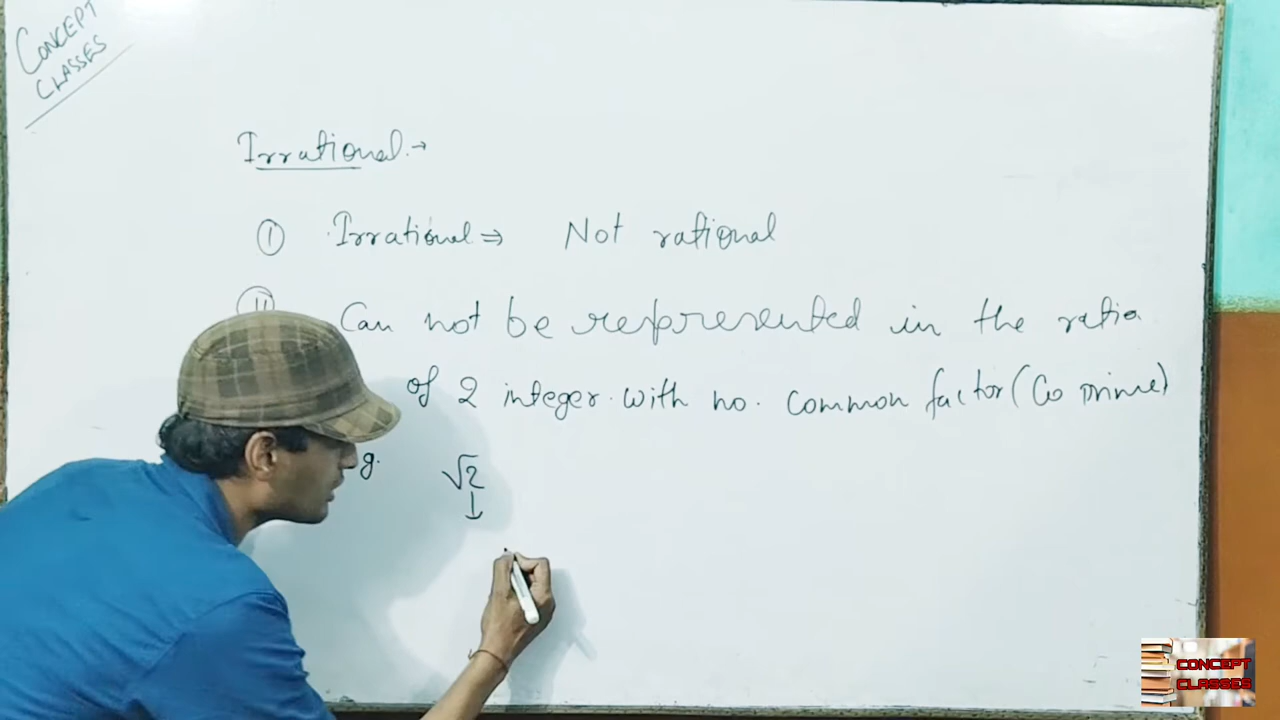 CONCEPT
CLASSES
Irrational.→
① Irrational ⇒ Not rational
② Can not be represented in the ratio
of 2 integer with no. common factor (Co prime)
g. √2
↓
CONCEPT
CLASSES